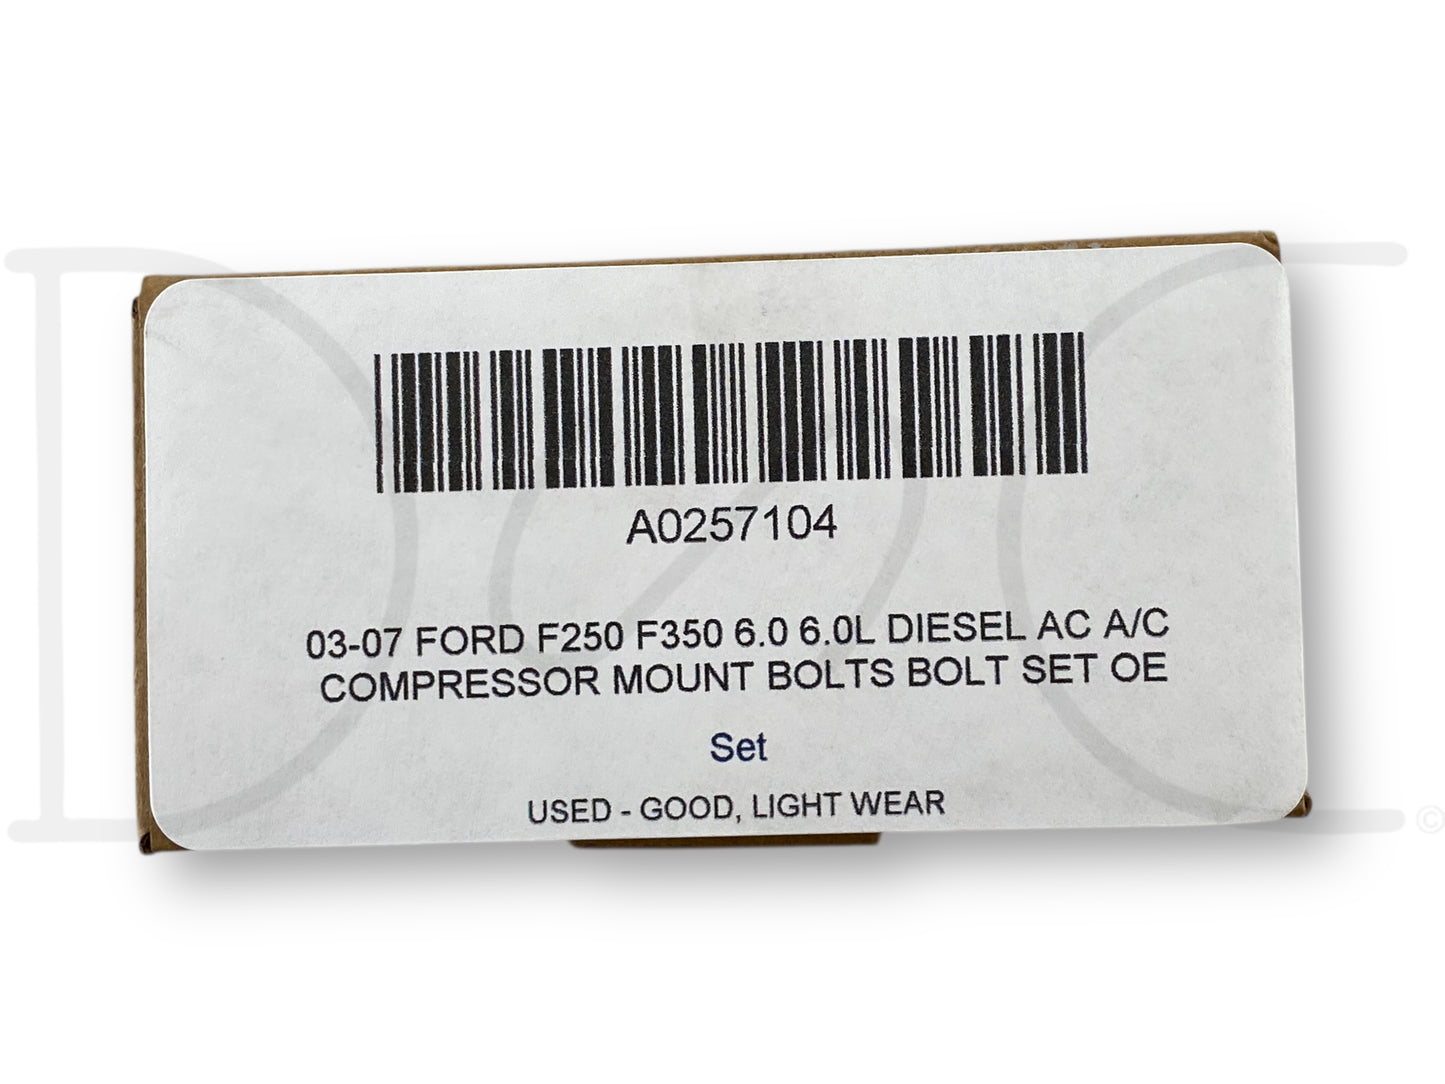 A0257104
03-07 FORD F250 F350 6.0 6.0L DIESEL AC A/C
COMPRESSOR MOUNT BOLTS BOLT SET OE
Set
USED - GOOD, LIGHT WEAR
D2C
©